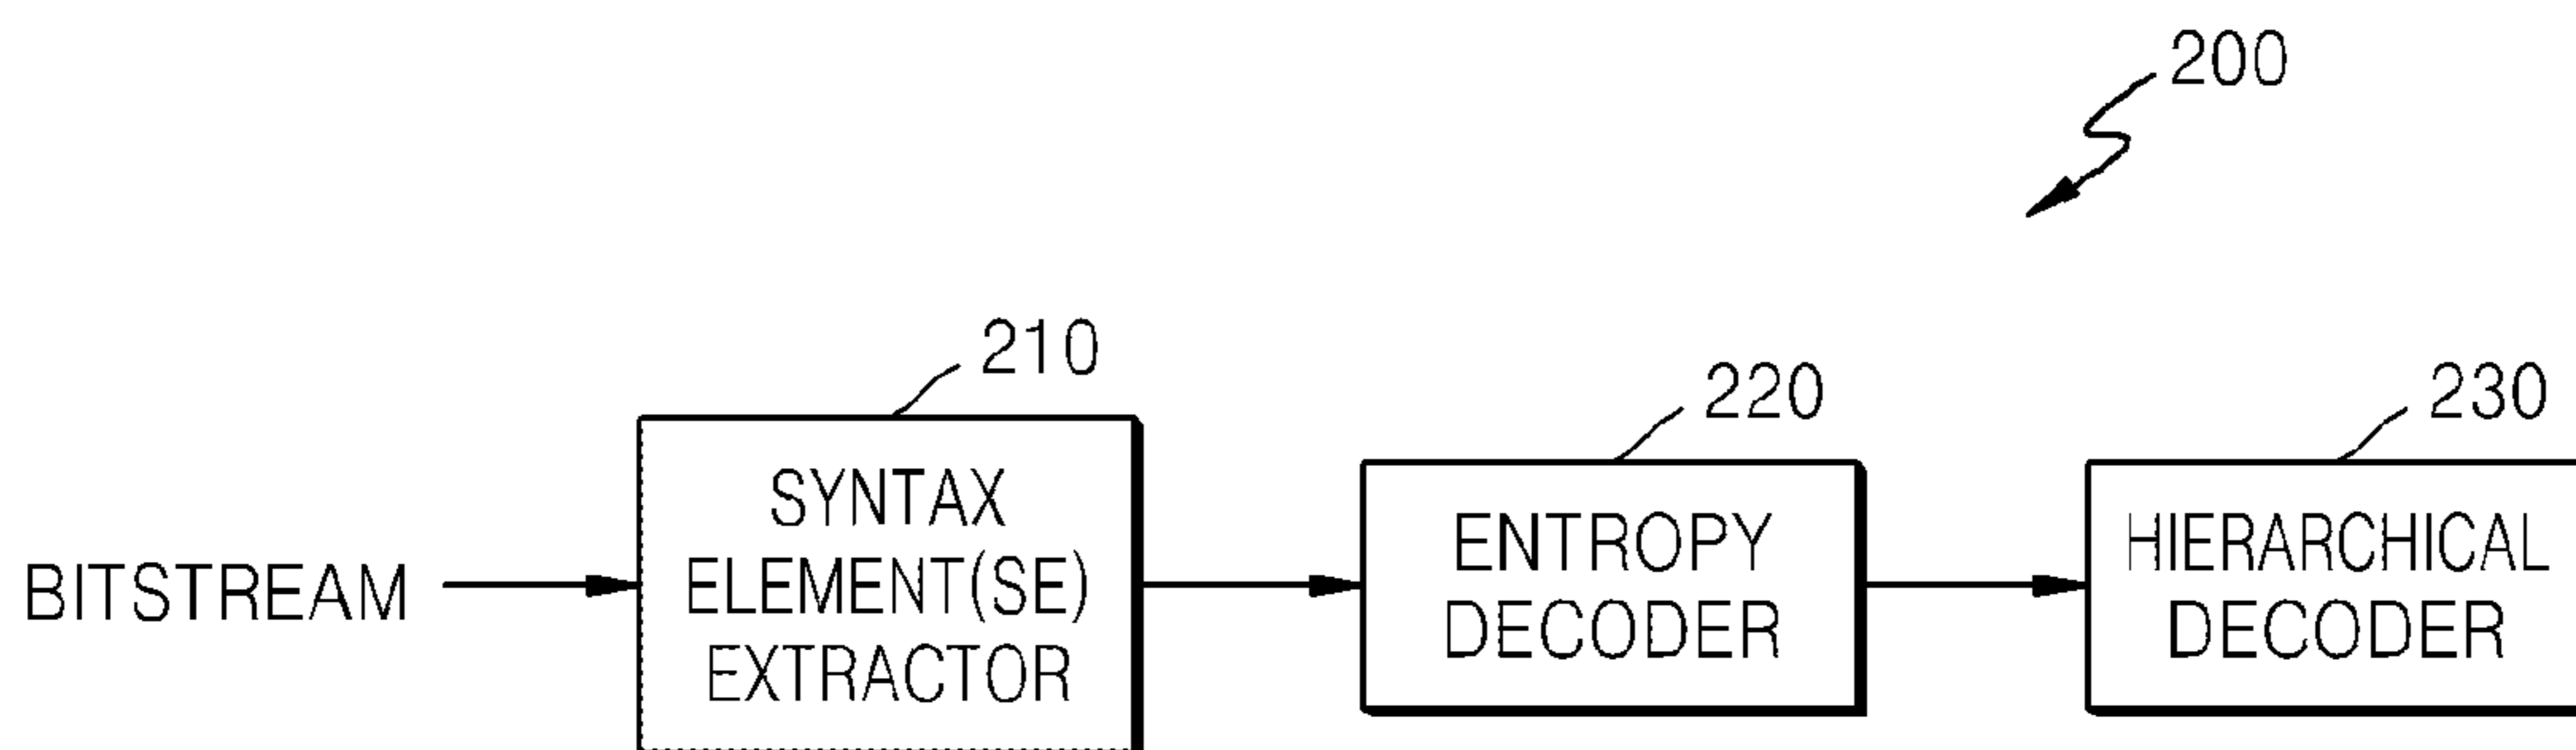 200
210
220
230
BITSTREAM
SYNTAX
ELEMENT(SE)
EXTRACTOR
ENTROPY
DECODER
HIERARCHICAL
DECODER